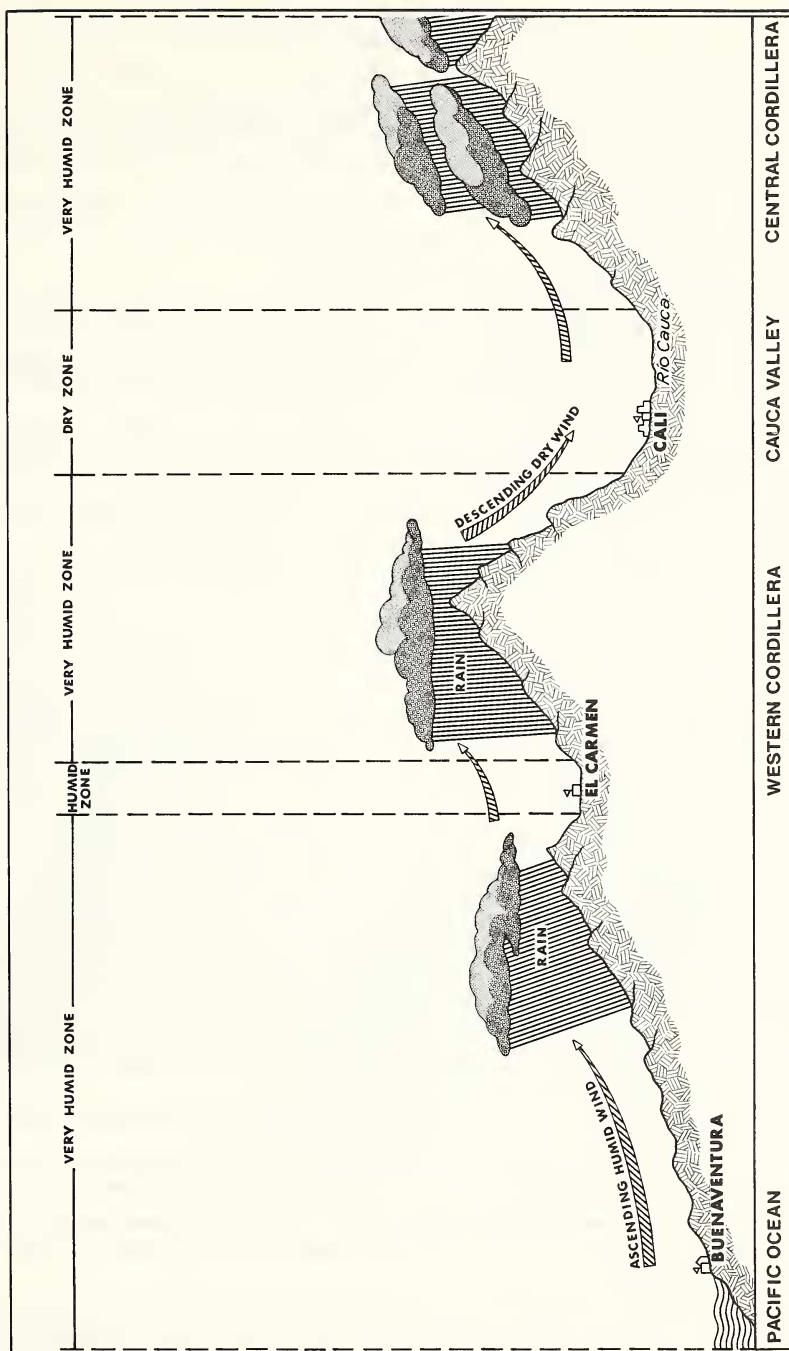 VERY HUMID ZONE
HUMID
ZONE
VERY HUMID ZONE
DRY ZONE
VERY HUMID ZONE
ASCENDING HUMID WIND
RAIN
RAIN
DESCENDING DRY WIND
BUENAVENTURA
EL CARMEN
CALI
Río Cauca
PACIFIC OCEAN
WESTERN CORDILLERA
CAUCA VALLEY
CENTRAL CORDILLERA